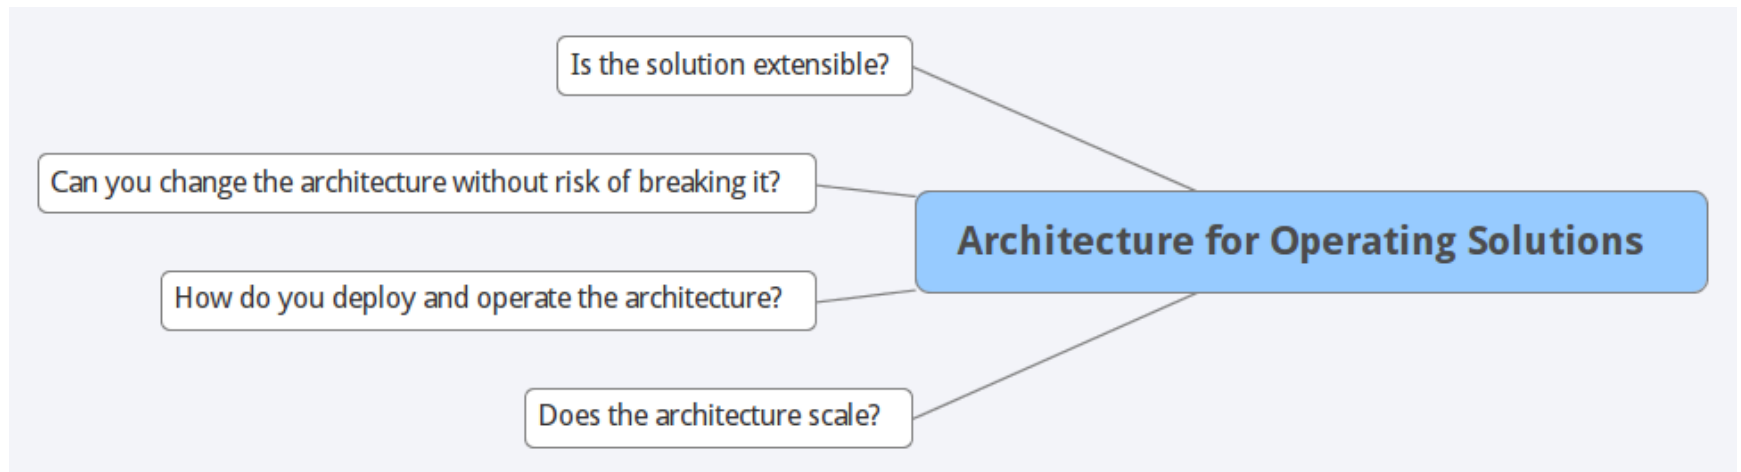 Is the solution extensible?
Can you change the architecture without risk of breaking it?
Architecture for Operating Solutions
How do you deploy and operate the architecture?
Does the architecture scale?